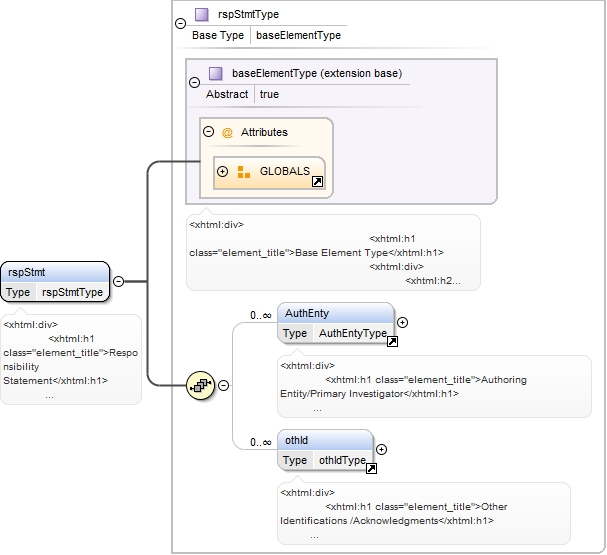 rspStmtType
Base Type baseElementType
baseElementType (extension base)
Abstract true
@ Attributes
GLOBALS
<xhtml:div>
<xhtml:h1
class="element_title">Base Element Type</xhtml:h1>
<xhtml:div>
<xhtml:h2...
rspStmt
Type rspStmtType
<xhtml:div>
<xhtml:h1
class="element_title">Respo
nsibility
Statement</xhtml:h1>
...
0..∞
AuthEnty
Type AuthEntyType
<xhtml:div>
<xhtml:h1 class="element_title">Authoring
Entity/Primary Investigator</xhtml:h1>
...
0..∞
othId
Type othIdType
<xhtml:div>
<xhtml:h1 class="element_title">Other
Identifications /Acknowledgments</xhtml:h1>
...